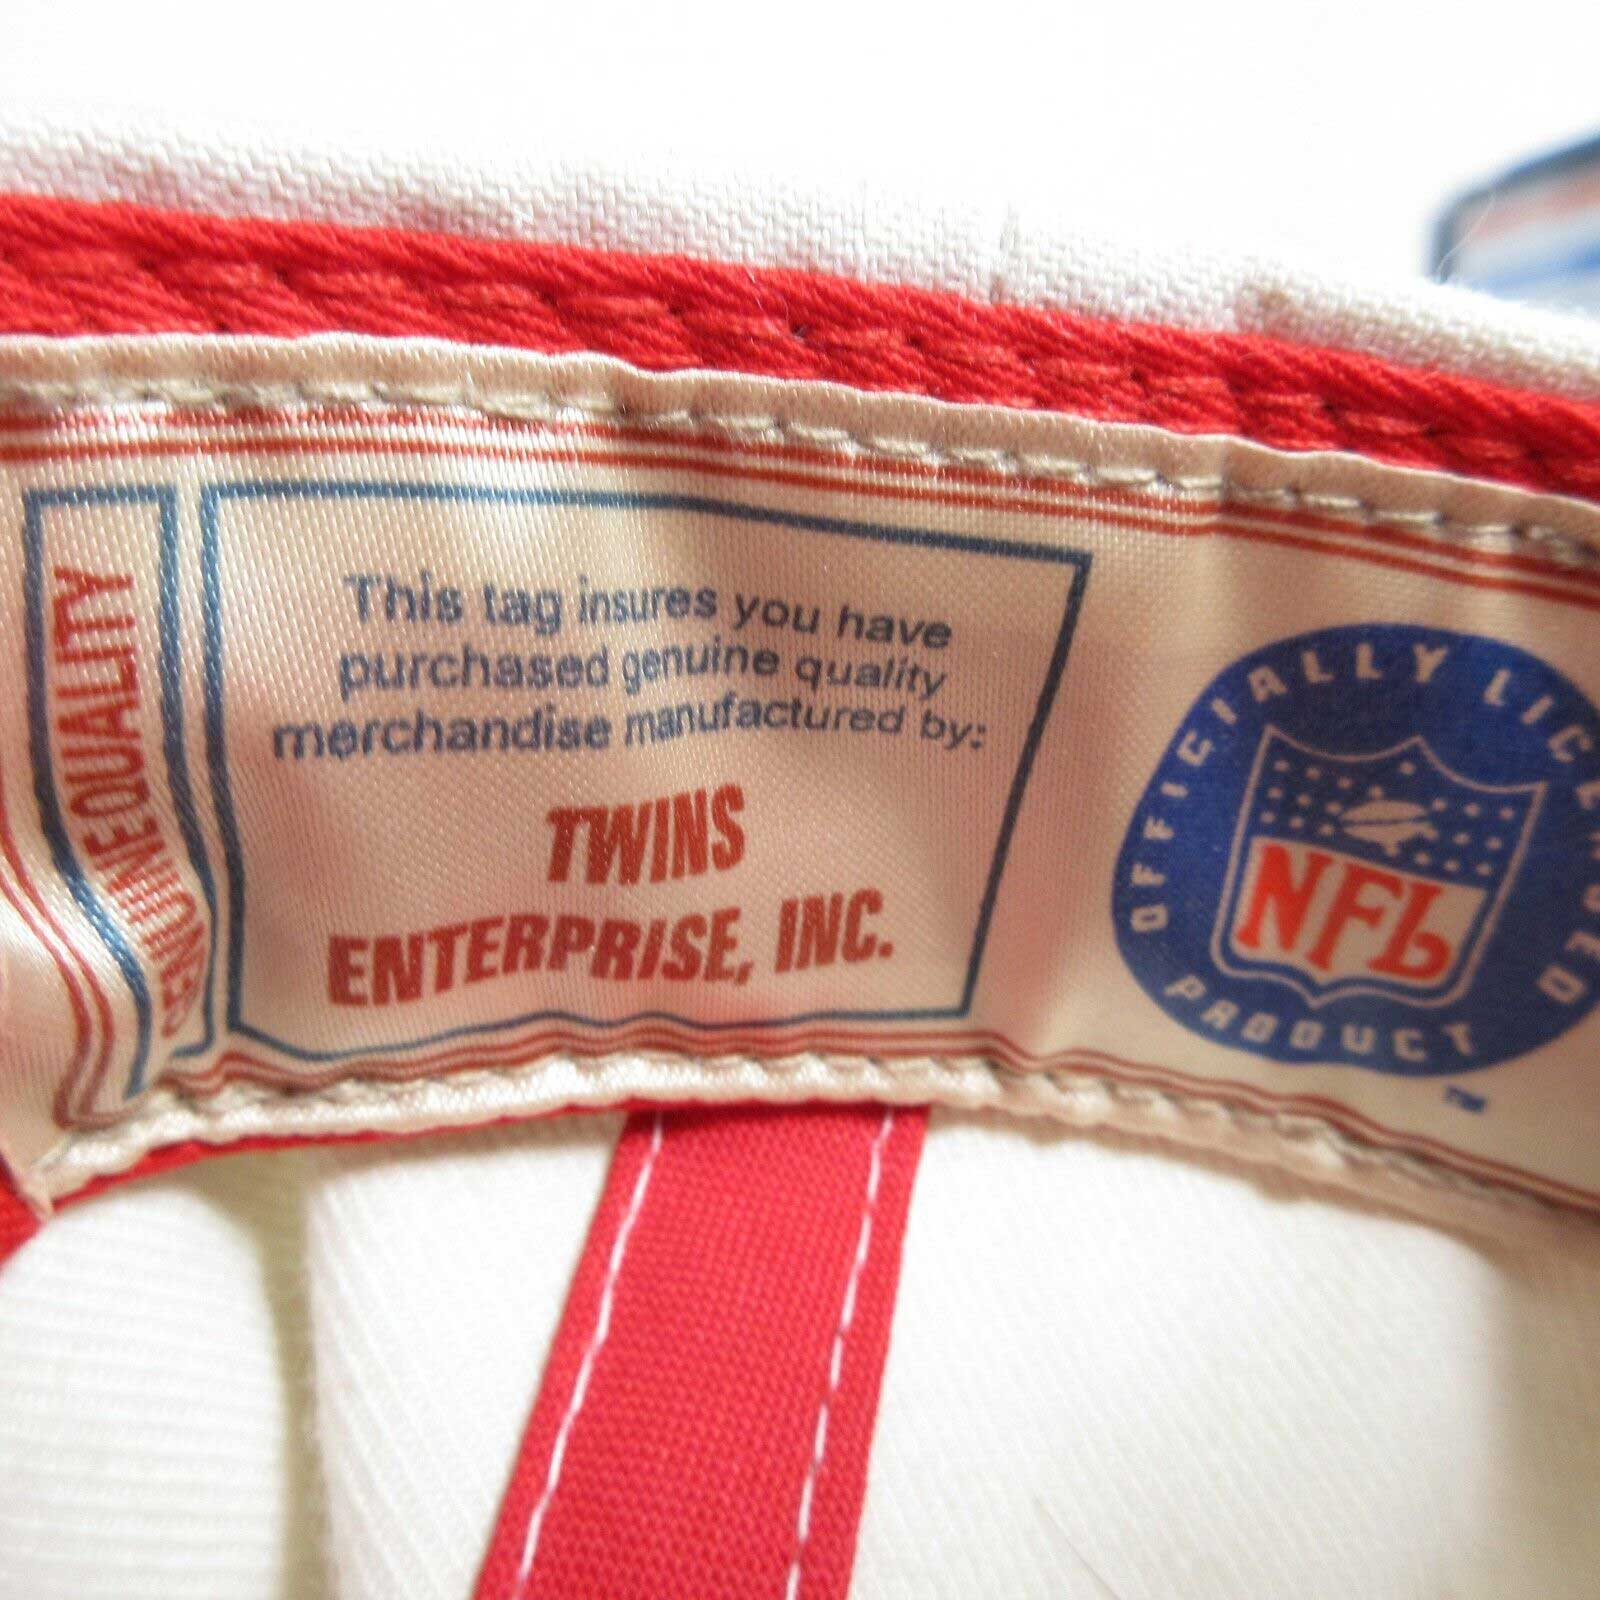 GENUINE QUALITY
This tag insures you have
purchased genuine quality
merchandise manufactured by:
TWINS
ENTERPRISE, INC.
OFFICIALLY LICENSED
NFL
PRODUCT
TM